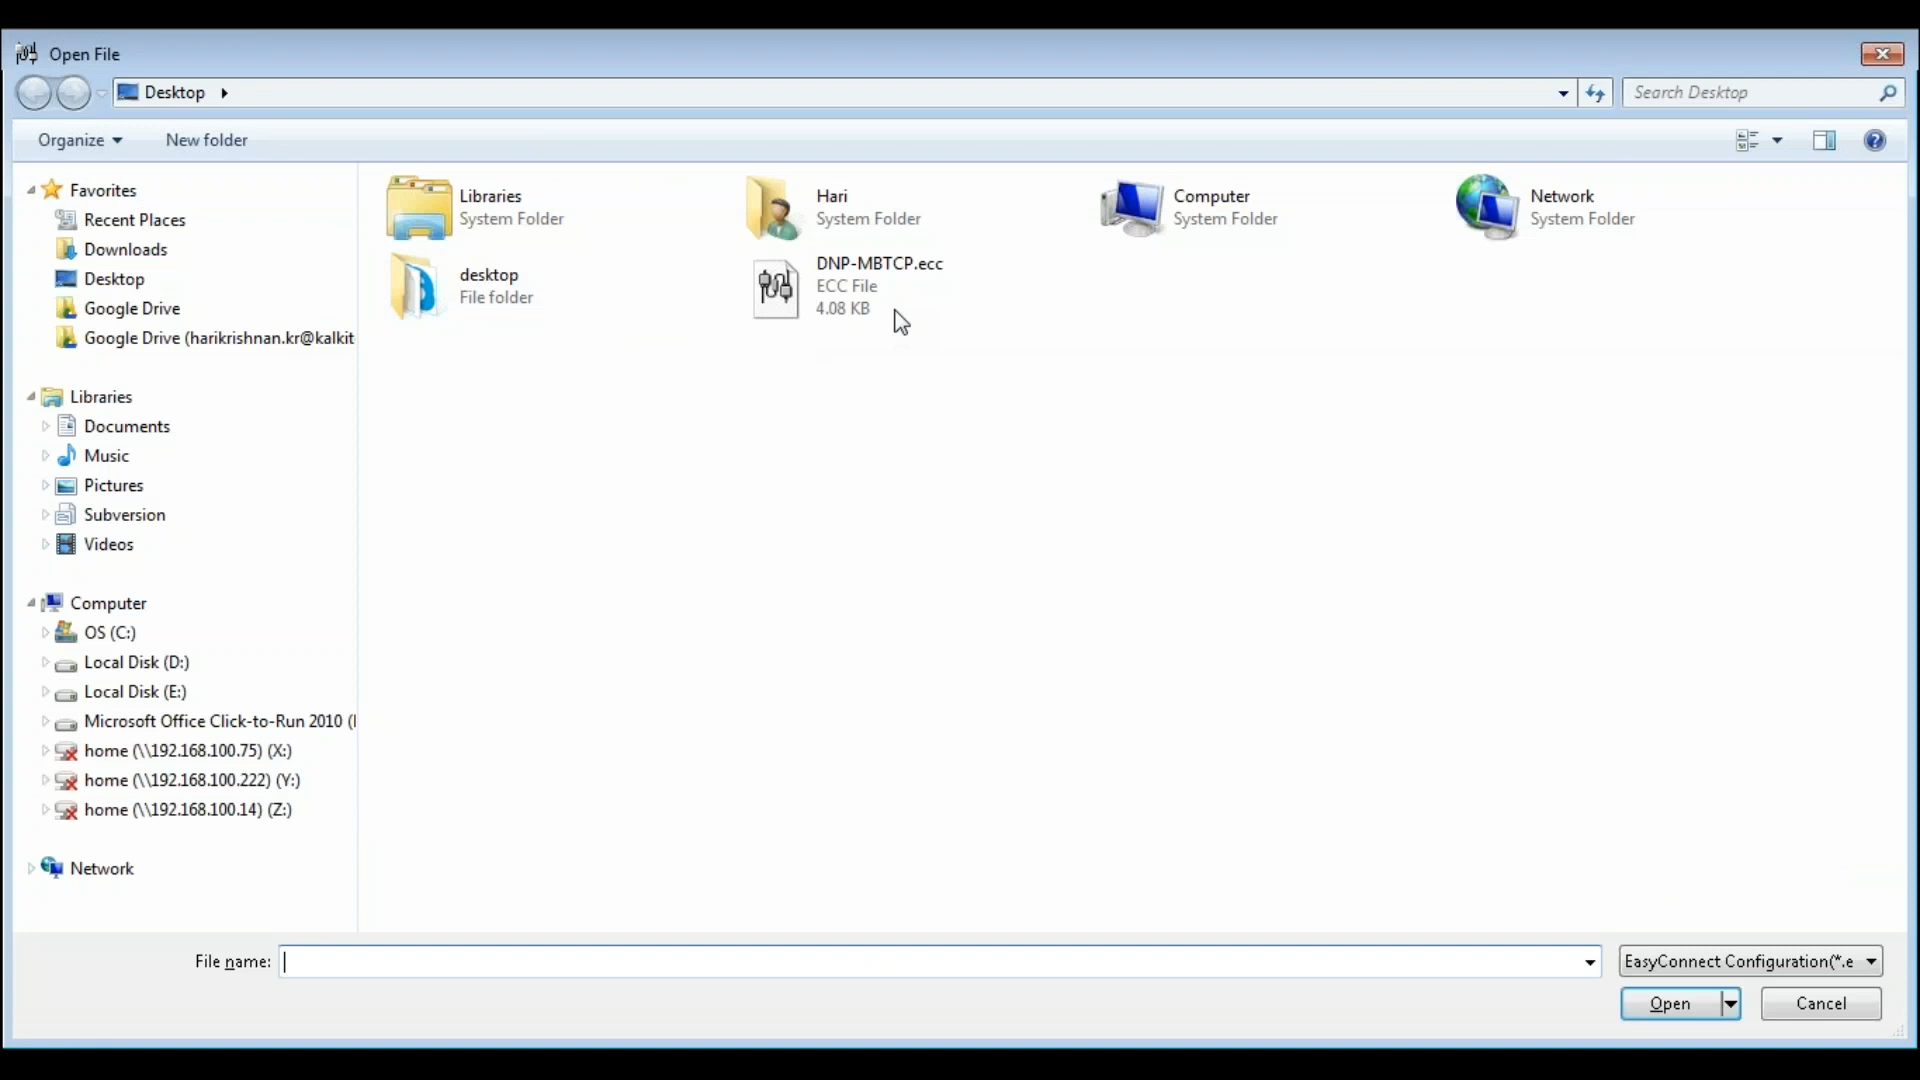 Open File
Desktop
Search Desktop
Organize
New folder
Favorites
Recent Places
Downloads
Desktop
Google Drive
Google Drive (harikrishnan.kr@kalkit
Libraries
Documents
Music
Pictures
Subversion
Videos
Computer
OS (C:)
Local Disk (D:)
Local Disk (E:)
Microsoft Office Click-to-Run 2010 (
home (\\192.168.100.75) (X:)
home (\\192.168.100.222) (Y:)
home (\\192.168.100.14) (Z:)
Network
Libraries
System Folder
Hari
System Folder
Computer
System Folder
Network
System Folder
desktop
File folder
DNP-MBTCP.ecc
ECC File
4.08 KB
File name:
EasyConnect Configuration(*.e
Open
Cancel